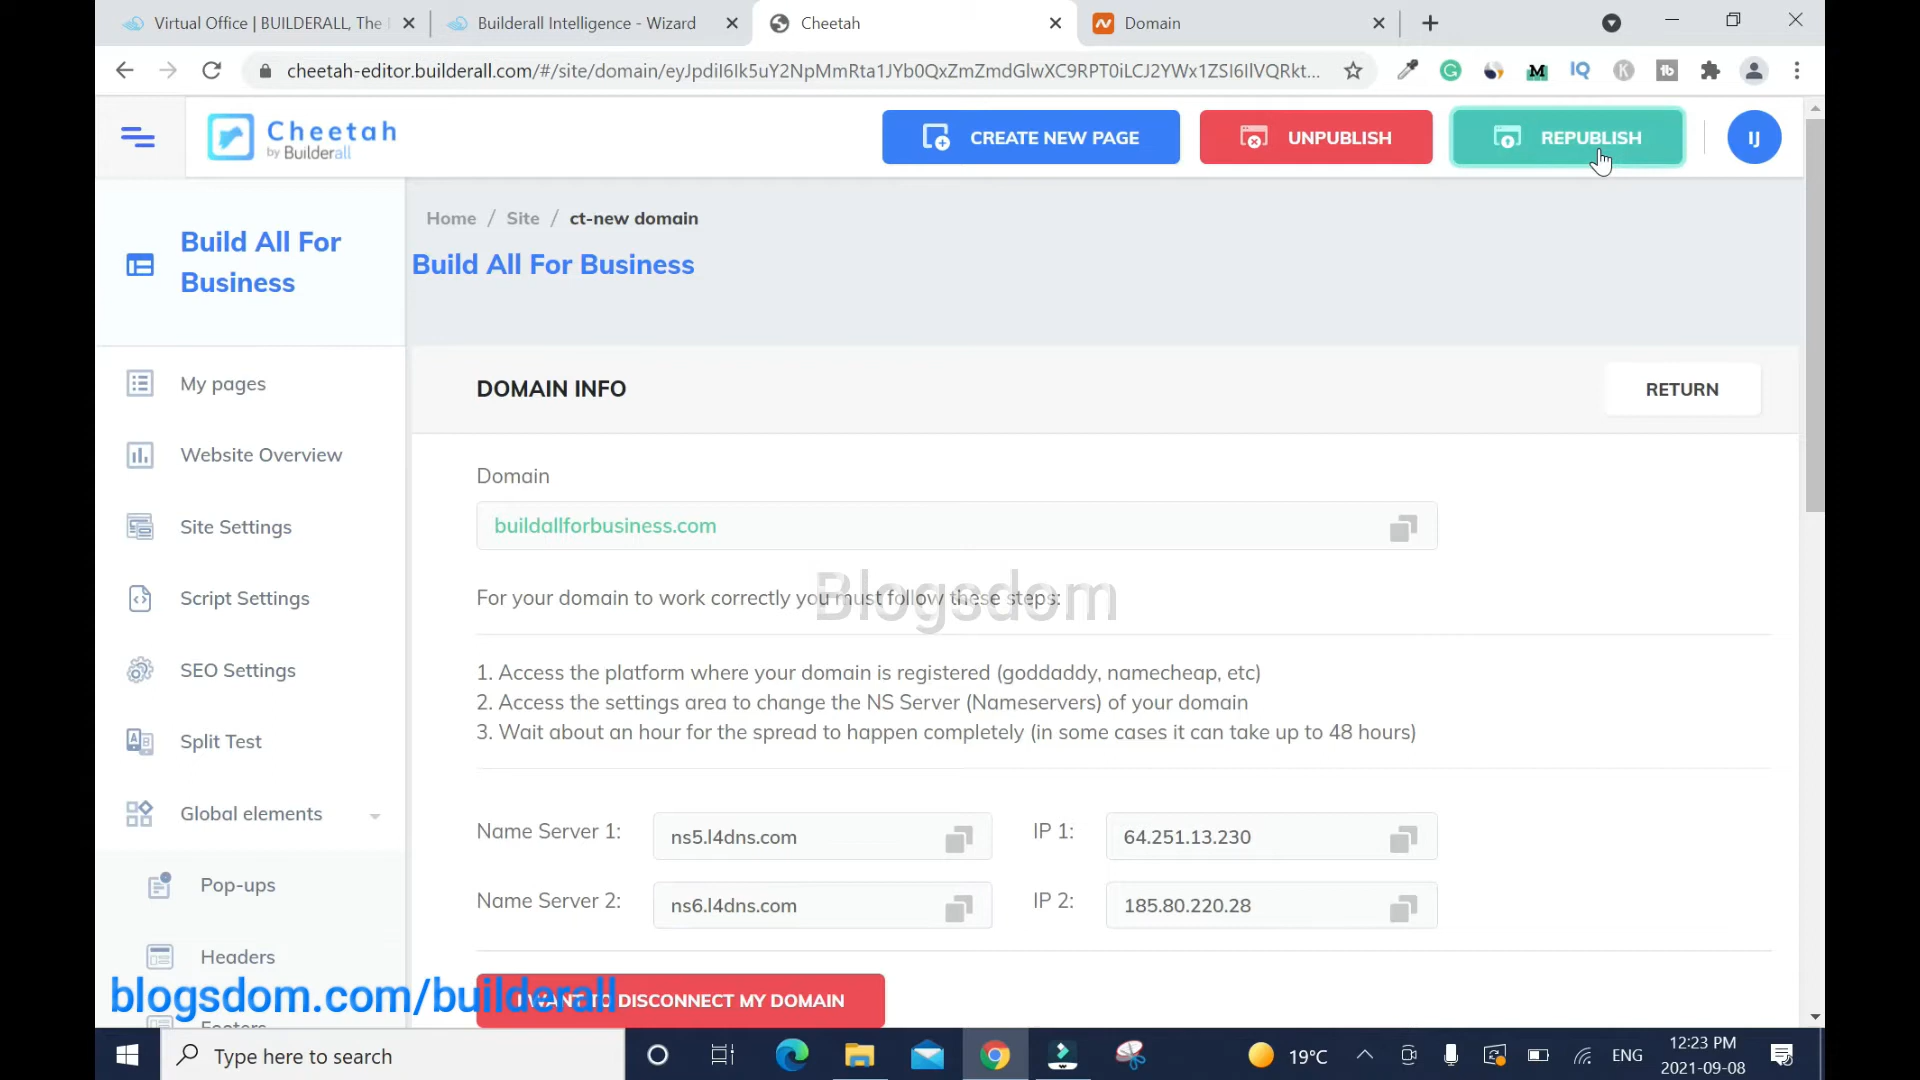 Virtual Office | BUILDERALL, The
Builderall Intelligence - Wizard
Cheetah
Domain
cheetah-editor.builderall.com/#/site/domain/eyJpdiI6Ik5uY2NpMmRta1JYb0QxZmZmdGlwXC9RPT0iLCJ2YWx1ZSI6IlVQRkt...
Cheetah
by Builderall
CREATE NEW PAGE
UNPUBLISH
REPUBLISH
IJ
Build All For
Business
Home / Site / ct-new domain
Build All For Business
My pages
Website Overview
Site Settings
Script Settings
SEO Settings
Split Test
Global elements
Pop-ups
Headers
Footers
DOMAIN INFO
RETURN
Domain
buildallforbusiness.com
For your domain to work correctly you must follow these steps:
Blogsdom
1. Access the platform where your domain is registered (goddaddy, namecheap, etc)
2. Access the settings area to change the NS Server (Nameservers) of your domain
3. Wait about an hour for the spread to happen completely (in some cases it can take up to 48 hours)
Name Server 1: ns5.l4dns.com IP 1: 64.251.13.230
Name Server 2: ns6.l4dns.com IP 2: 185.80.220.28
I WANT TO DISCONNECT MY DOMAIN
blogsdom.com/builderall
Type here to search
19°C
ENG
12:23 PM
2021-09-08